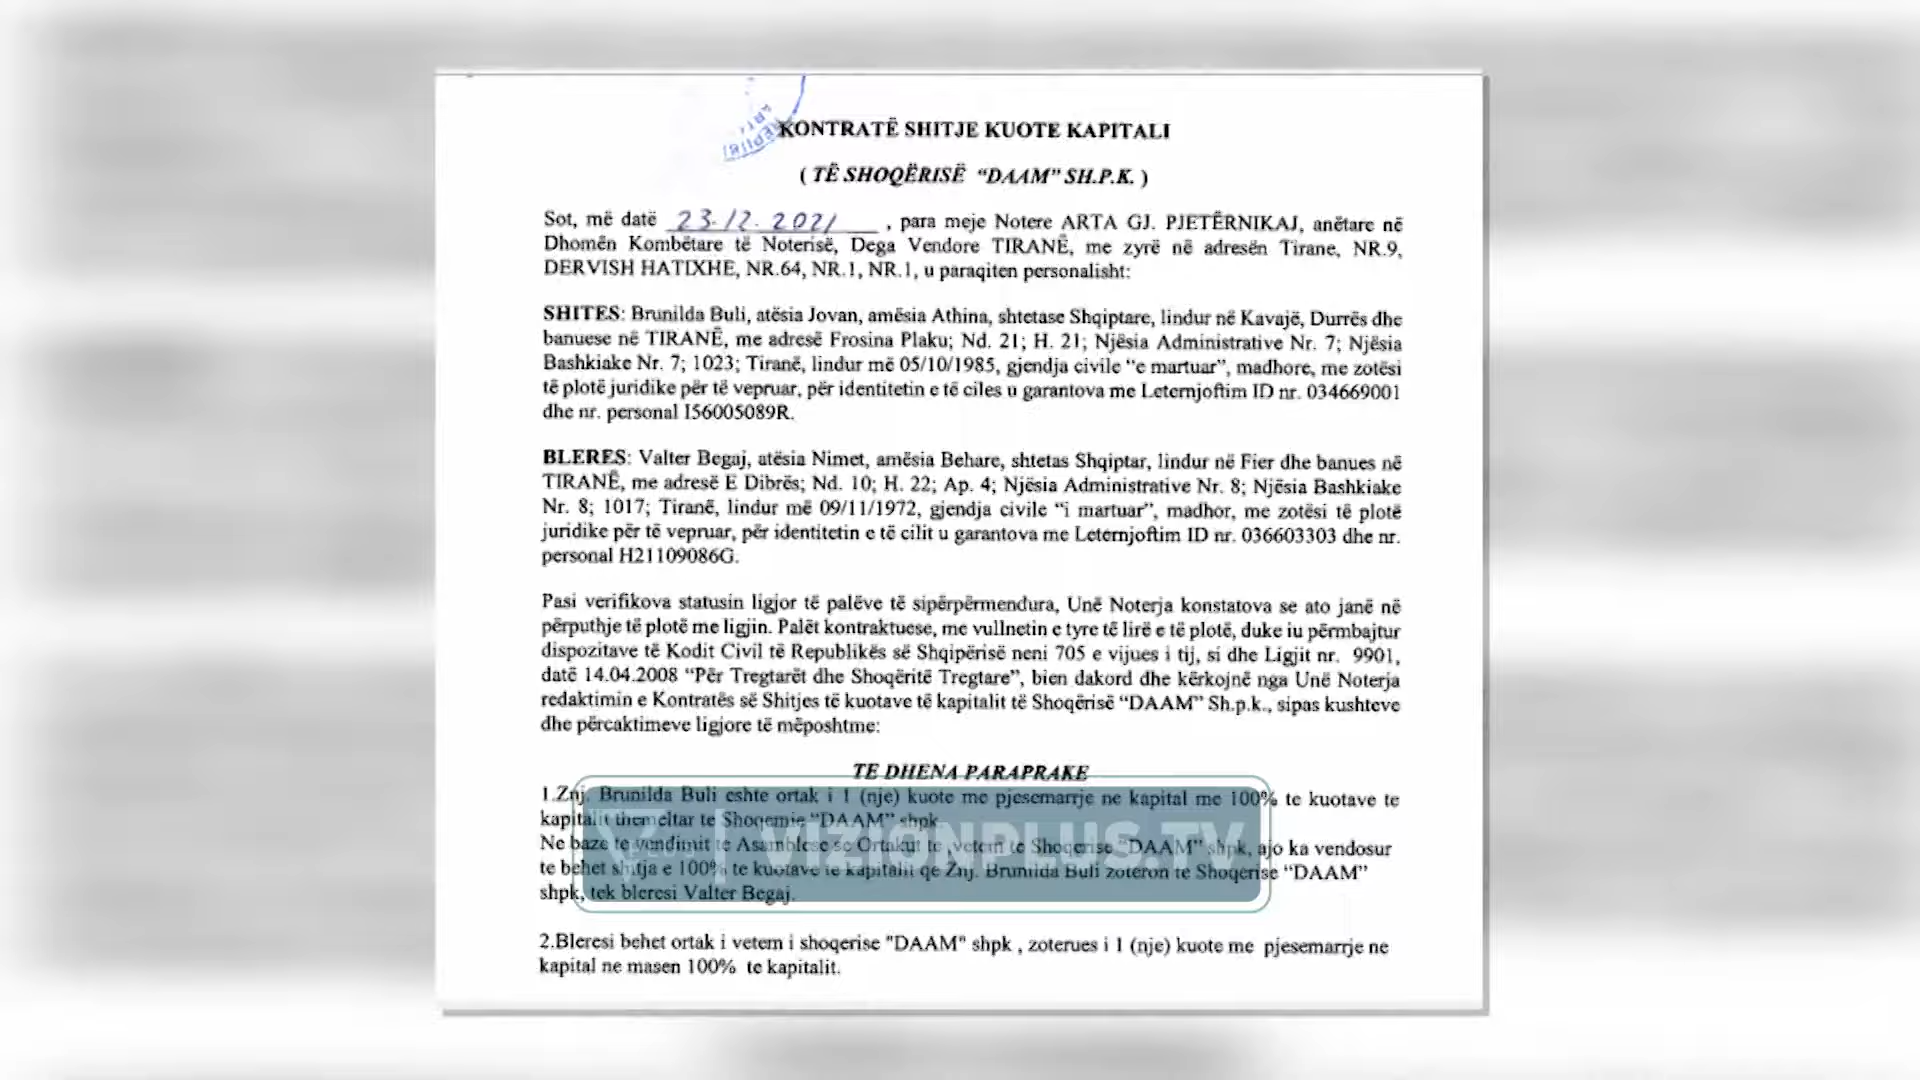 KONTRATË SHITJE KUOTE KAPITALI
( TË SHOQËRISË "DAAM" SH.P.K. )
Sot, më datë 23.12.2021, para meje Notere ARTA GJ. PJETËRNIKAJ, anëtare në
Dhomën Kombëtare të Noterisë, Dega Vendore TIRANË, me zyrë në adresën Tirane, NR.9,
DERVISH HATIXHE, NR.64, NR.1, NR.1, u paraqiten personalisht:
SHITES: Brunilda Buli, atësia Jovan, amësia Athina, shtetase Shqiptare, lindur në Kavajë, Durrës dhe
banuese në TIRANË, me adresë Frosina Plaku; Nd. 21; H. 21; Njësia Administrative Nr. 7; Njësia
Bashkiake Nr. 7; 1023; Tiranë, lindur më 05/10/1985, gjendja civile "e martuar", madhore, me zotësi
të plotë juridike për të vepruar, për identitetin e të ciles u garantova me Leternjoftim ID nr. 034669001
dhe nr. personal I56005089R.
BLERES: Valter Begaj, atësia Nimet, amësia Behare, shtetas Shqiptar, lindur në Fier dhe banues në
TIRANË, me adresë E Dibrës; Nd. 10; H. 22; Ap. 4; Njësia Administrative Nr. 8; Njësia Bashkiake
Nr. 8; 1017; Tiranë, lindur më 09/11/1972, gjendja civile "i martuar", madhor, me zotësi të plotë
juridike për të vepruar, për identitetin e të cilit u garantova me Leternjoftim ID nr. 036603303 dhe nr.
personal H21109086G.
Pasi verifikova statusin ligjor të palëve të sipërpërmendura, Unë Noterja konstatova se ato janë në
përputhje të plotë me ligjin. Palët kontraktuese, me vullnetin e tyre të lirë e të plotë, duke iu përmbajtur
dispozitave të Kodit Civil të Republikës së Shqipërisë neni 705 e vijues i tij, si dhe Ligjit nr. 9901,
datë 14.04.2008 "Për Tregtarët dhe Shoqëritë Tregtare", bien dakord dhe kërkojnë nga Unë Noterja
redaktimin e Kontratës së Shitjes të kuotave të kapitalit të Shoqërisë "DAAM" Sh.p.k., sipas kushteve
dhe përcaktimeve ligjore të mëposhtme:
TE DHENA PARAPRAKE
1.Znj. Brunilda Buli eshte ortak i 1 (nje) kuote me pjesemarrje ne kapital me 100% te kuotave te
kapitalit themeltar te Shoqerise "DAAM" shpk
Ne baze te vendimit te Asamblese se Ortakut te vetem te Shoqerise "DAAM" shpk, ajo ka vendosur
te behet shitja e 100% te kuotave te kapitalit qe Znj. Brunilda Buli zoteron te Shoqerise "DAAM"
shpk, tek bleresi Valter Begaj.
VIZIONPLUS.TV
2.Bleresi behet ortak i vetem i shoqerise "DAAM" shpk , zoterues i 1 (nje) kuote me pjesemarrje ne
kapital ne masen 100% te kapitalit.